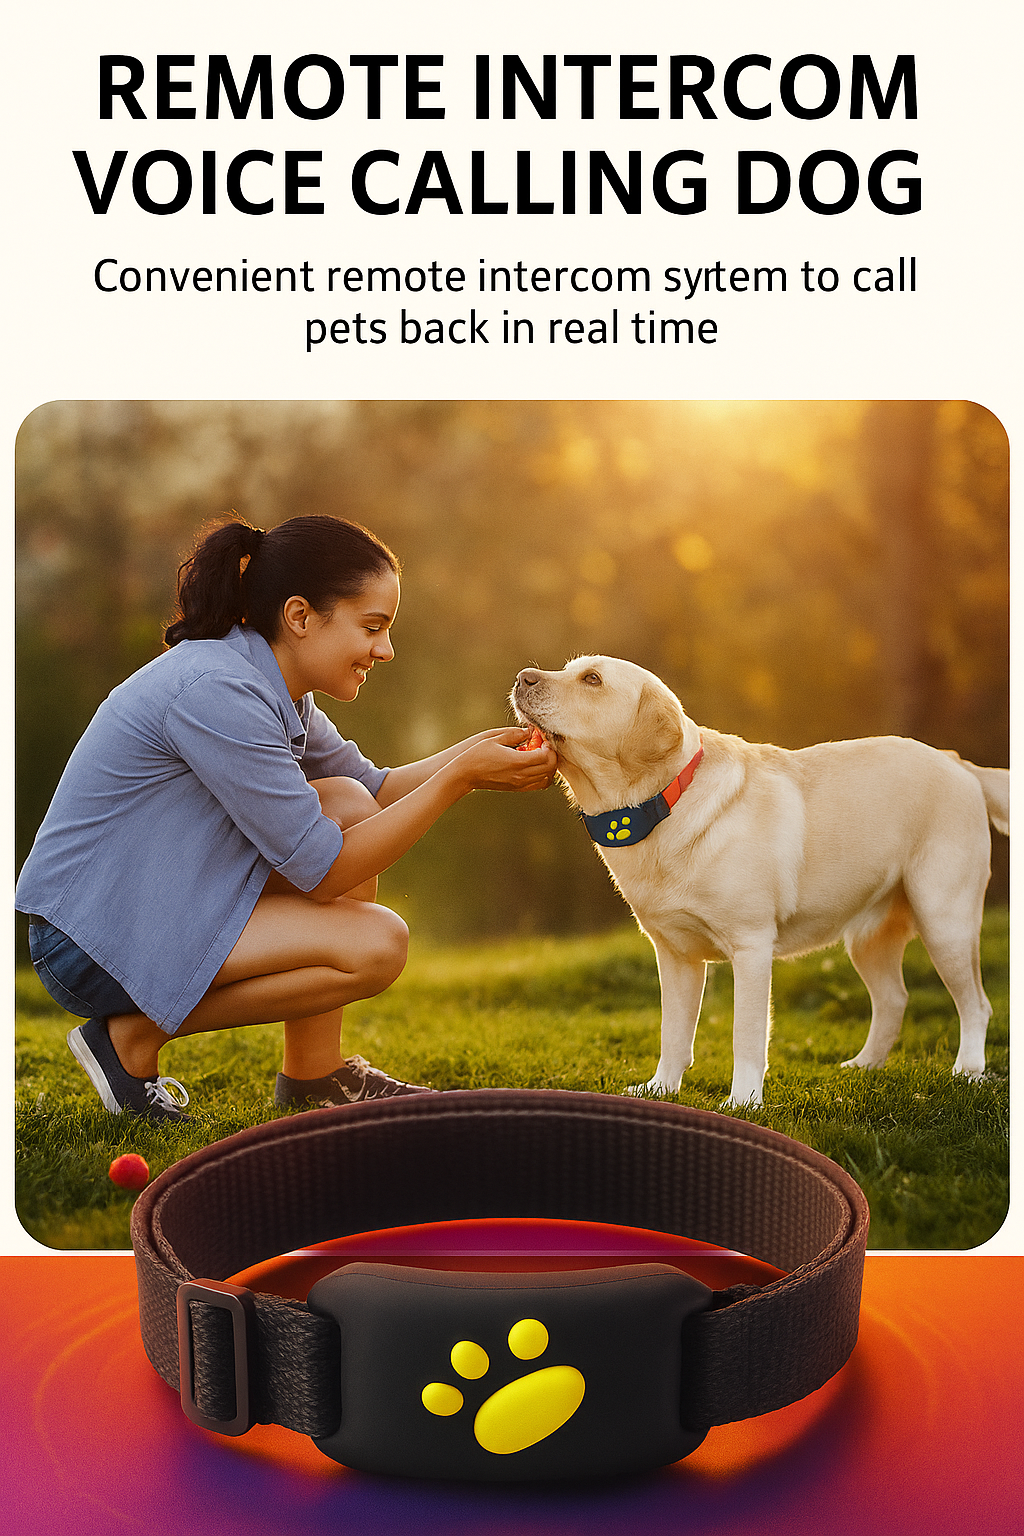 REMOTE INTERCOM
VOICE CALLING DOG
Convenient remote intercom syrtem to call
pets back in real time